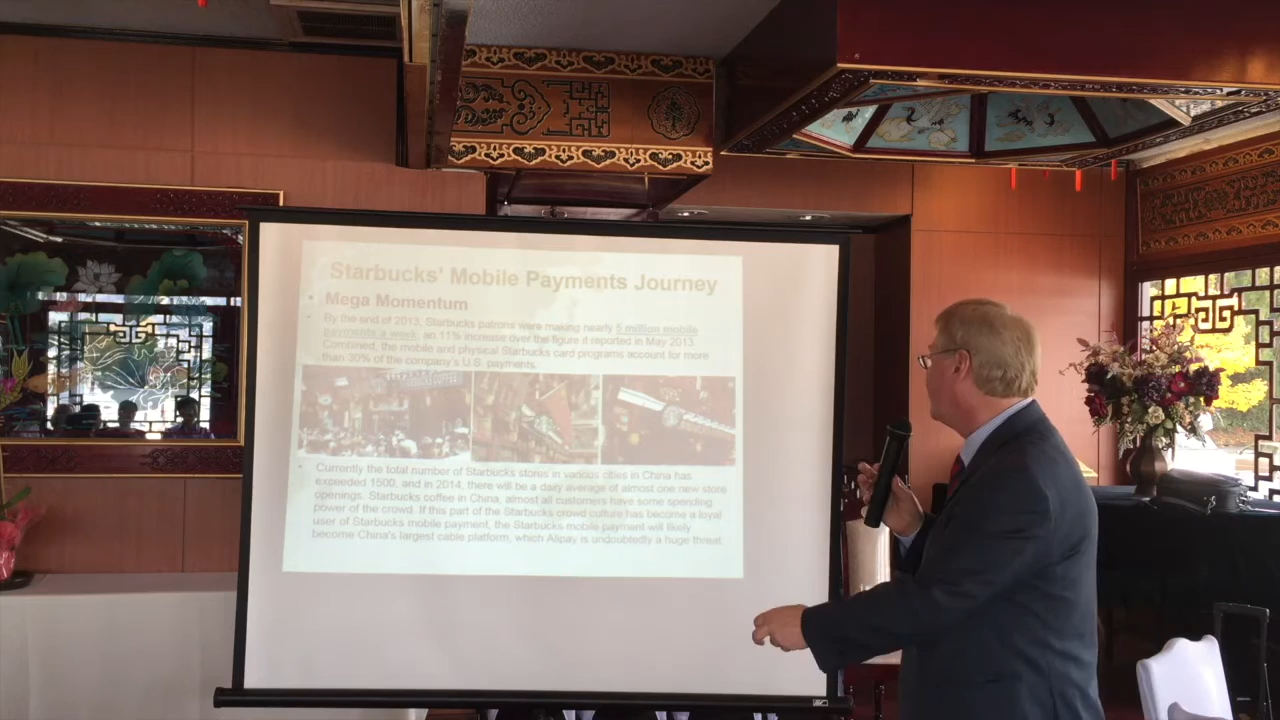 Starbucks' Mobile Payments Journey
• Mega Momentum
• By the end of 2013, Starbucks patrons were making nearly 5 million mobile
payments a week, an 11% increase over the figure it reported in May 2013.
Combined, the mobile and physical Starbucks card programs account for more
than 30% of the company's U.S. payments.
• Currently the total number of Starbucks stores in various cities in China has
exceeded 1500, and in 2014, there will be a daily average of almost one new store
openings. Starbucks coffee in China, almost all customers have some spending
power of the crowd. If this part of the Starbucks crowd culture has become a loyal
user of Starbucks mobile payment, the Starbucks mobile payment will likely
become China's largest cable platform, which Alipay is undoubtedly a huge threat.